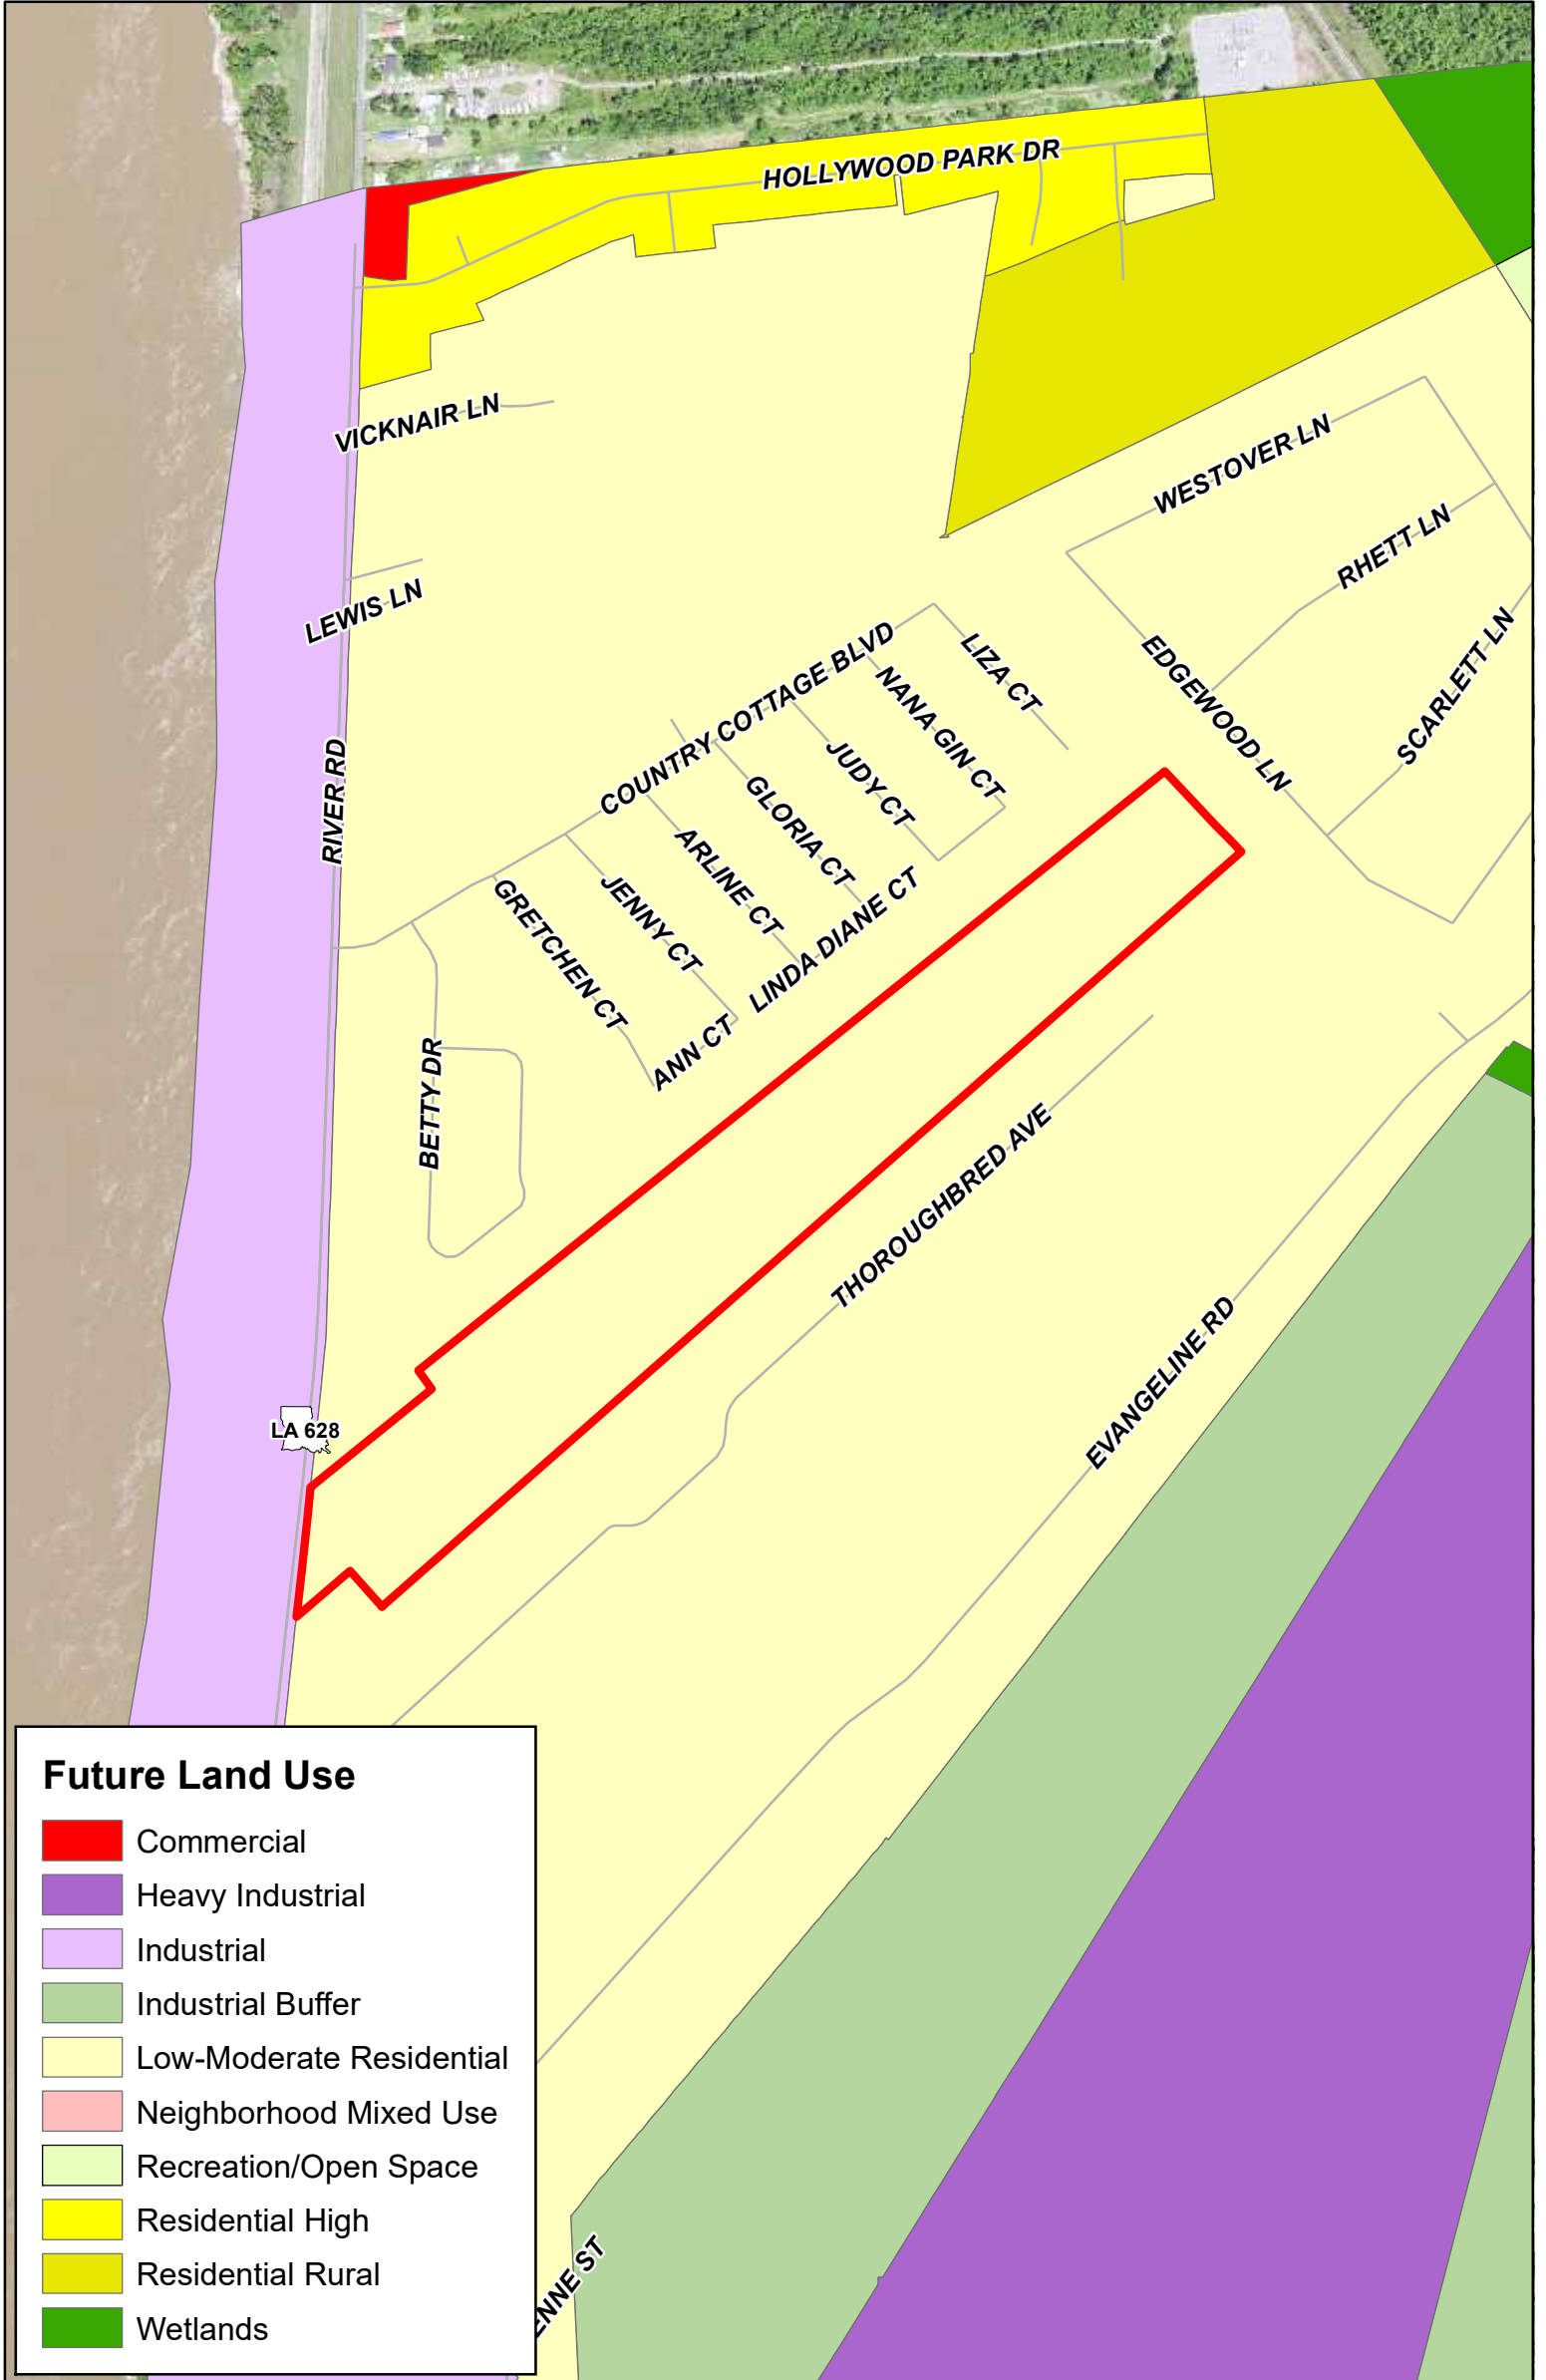 HOLLYWOOD PARK DR
VICKNAIR LN
WESTOVER LN
RHETT LN
LEWIS LN
SCARLETT LN
EDGEWOOD LN
LIZA CT
COUNTRY COTTAGE BLVD
NANA GIN CT
JUDY CT
RIVER RD
GLORIA CT
ARLINE CT
JENNY CT
GRETCHEN CT
LINDA DIANE CT
ANN CT
BETTY DR
THOROUGHBRED AVE
EVANGELINE RD
LA 628
Future Land Use
Commercial
Heavy Industrial
Industrial
Industrial Buffer
Low-Moderate Residential
Neighborhood Mixed Use
Recreation/Open Space
Residential High
Residential Rural
Wetlands
ENNE ST